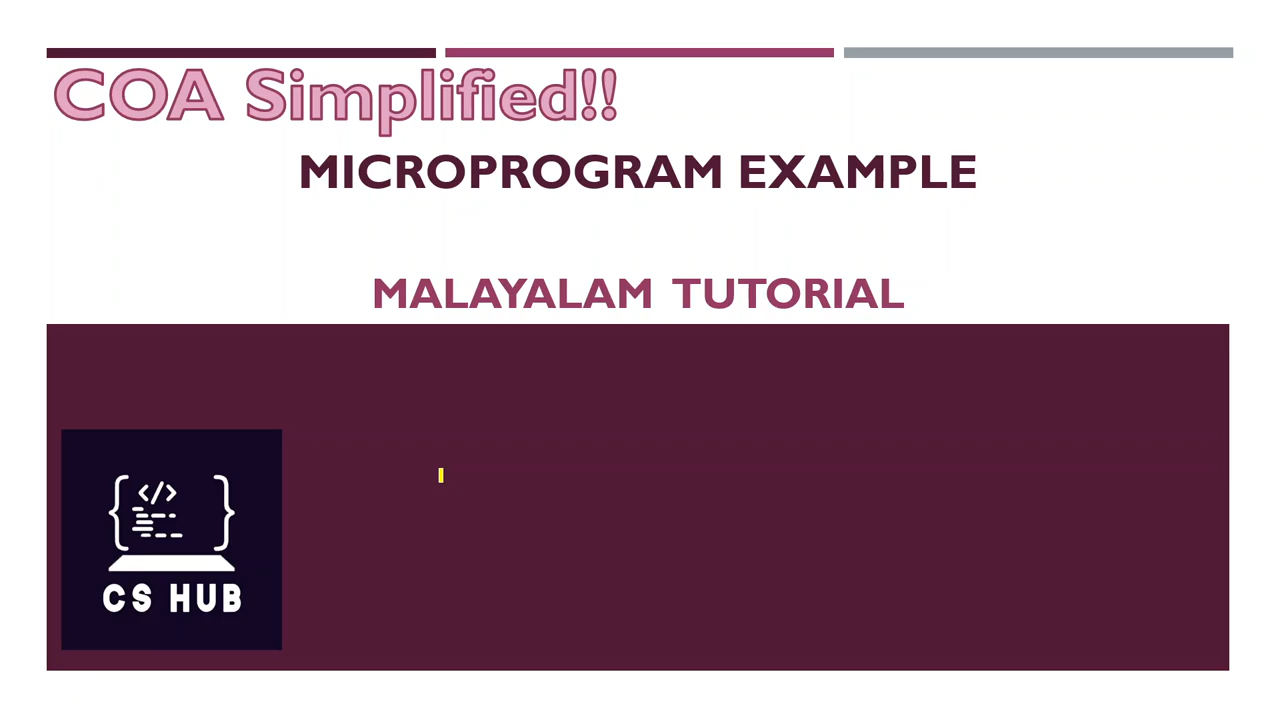 COA Simplified!!
MICROPROGRAM EXAMPLE
MALAYALAM TUTORIAL
</>
CS HUB